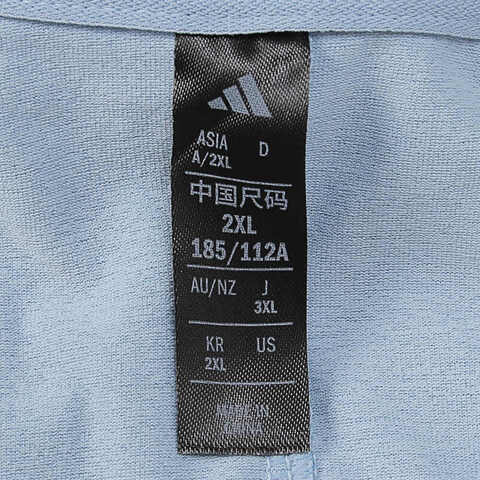 ASIA D
A/2XL
中国尺码
2XL
185/112A
AU/NZ J
3XL
KR US
2XL
MADE IN
CHINA